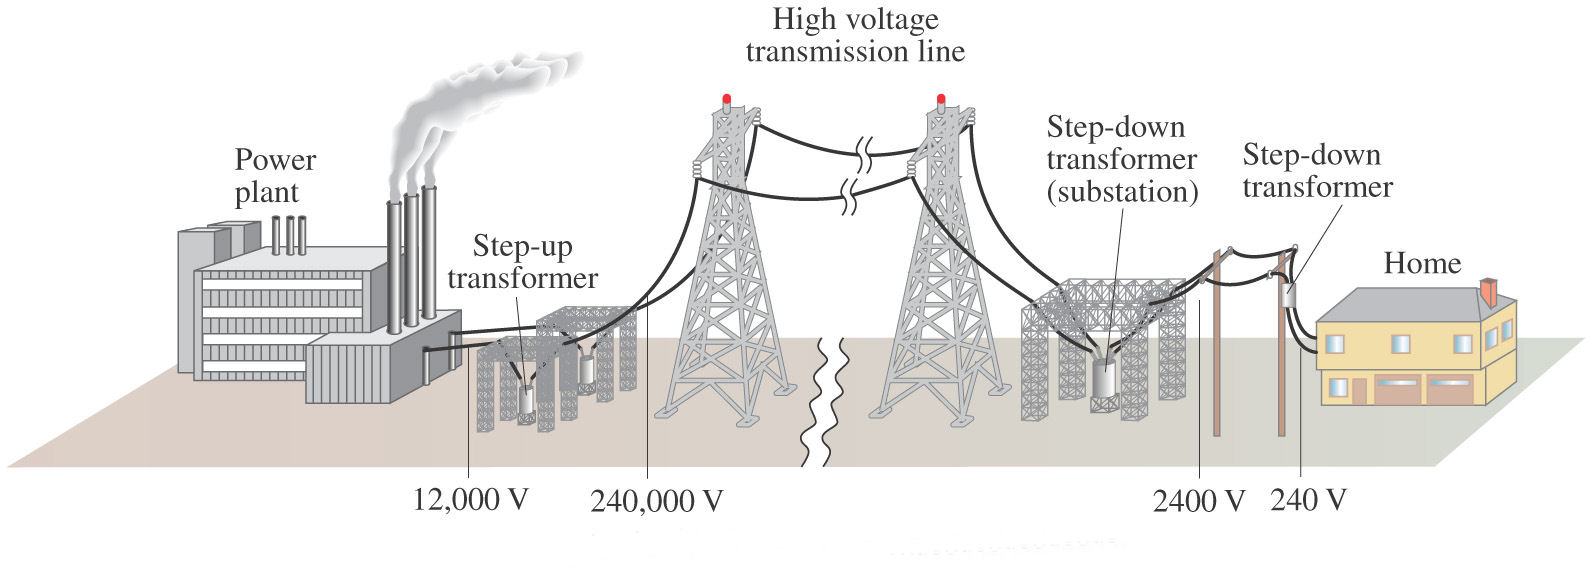 High voltage
transmission line
Power
plant
Step-up
transformer
Step-down
transformer
(substation)
Step-down
transformer
Home
12,000 V
240,000 V
2400 V
240 V